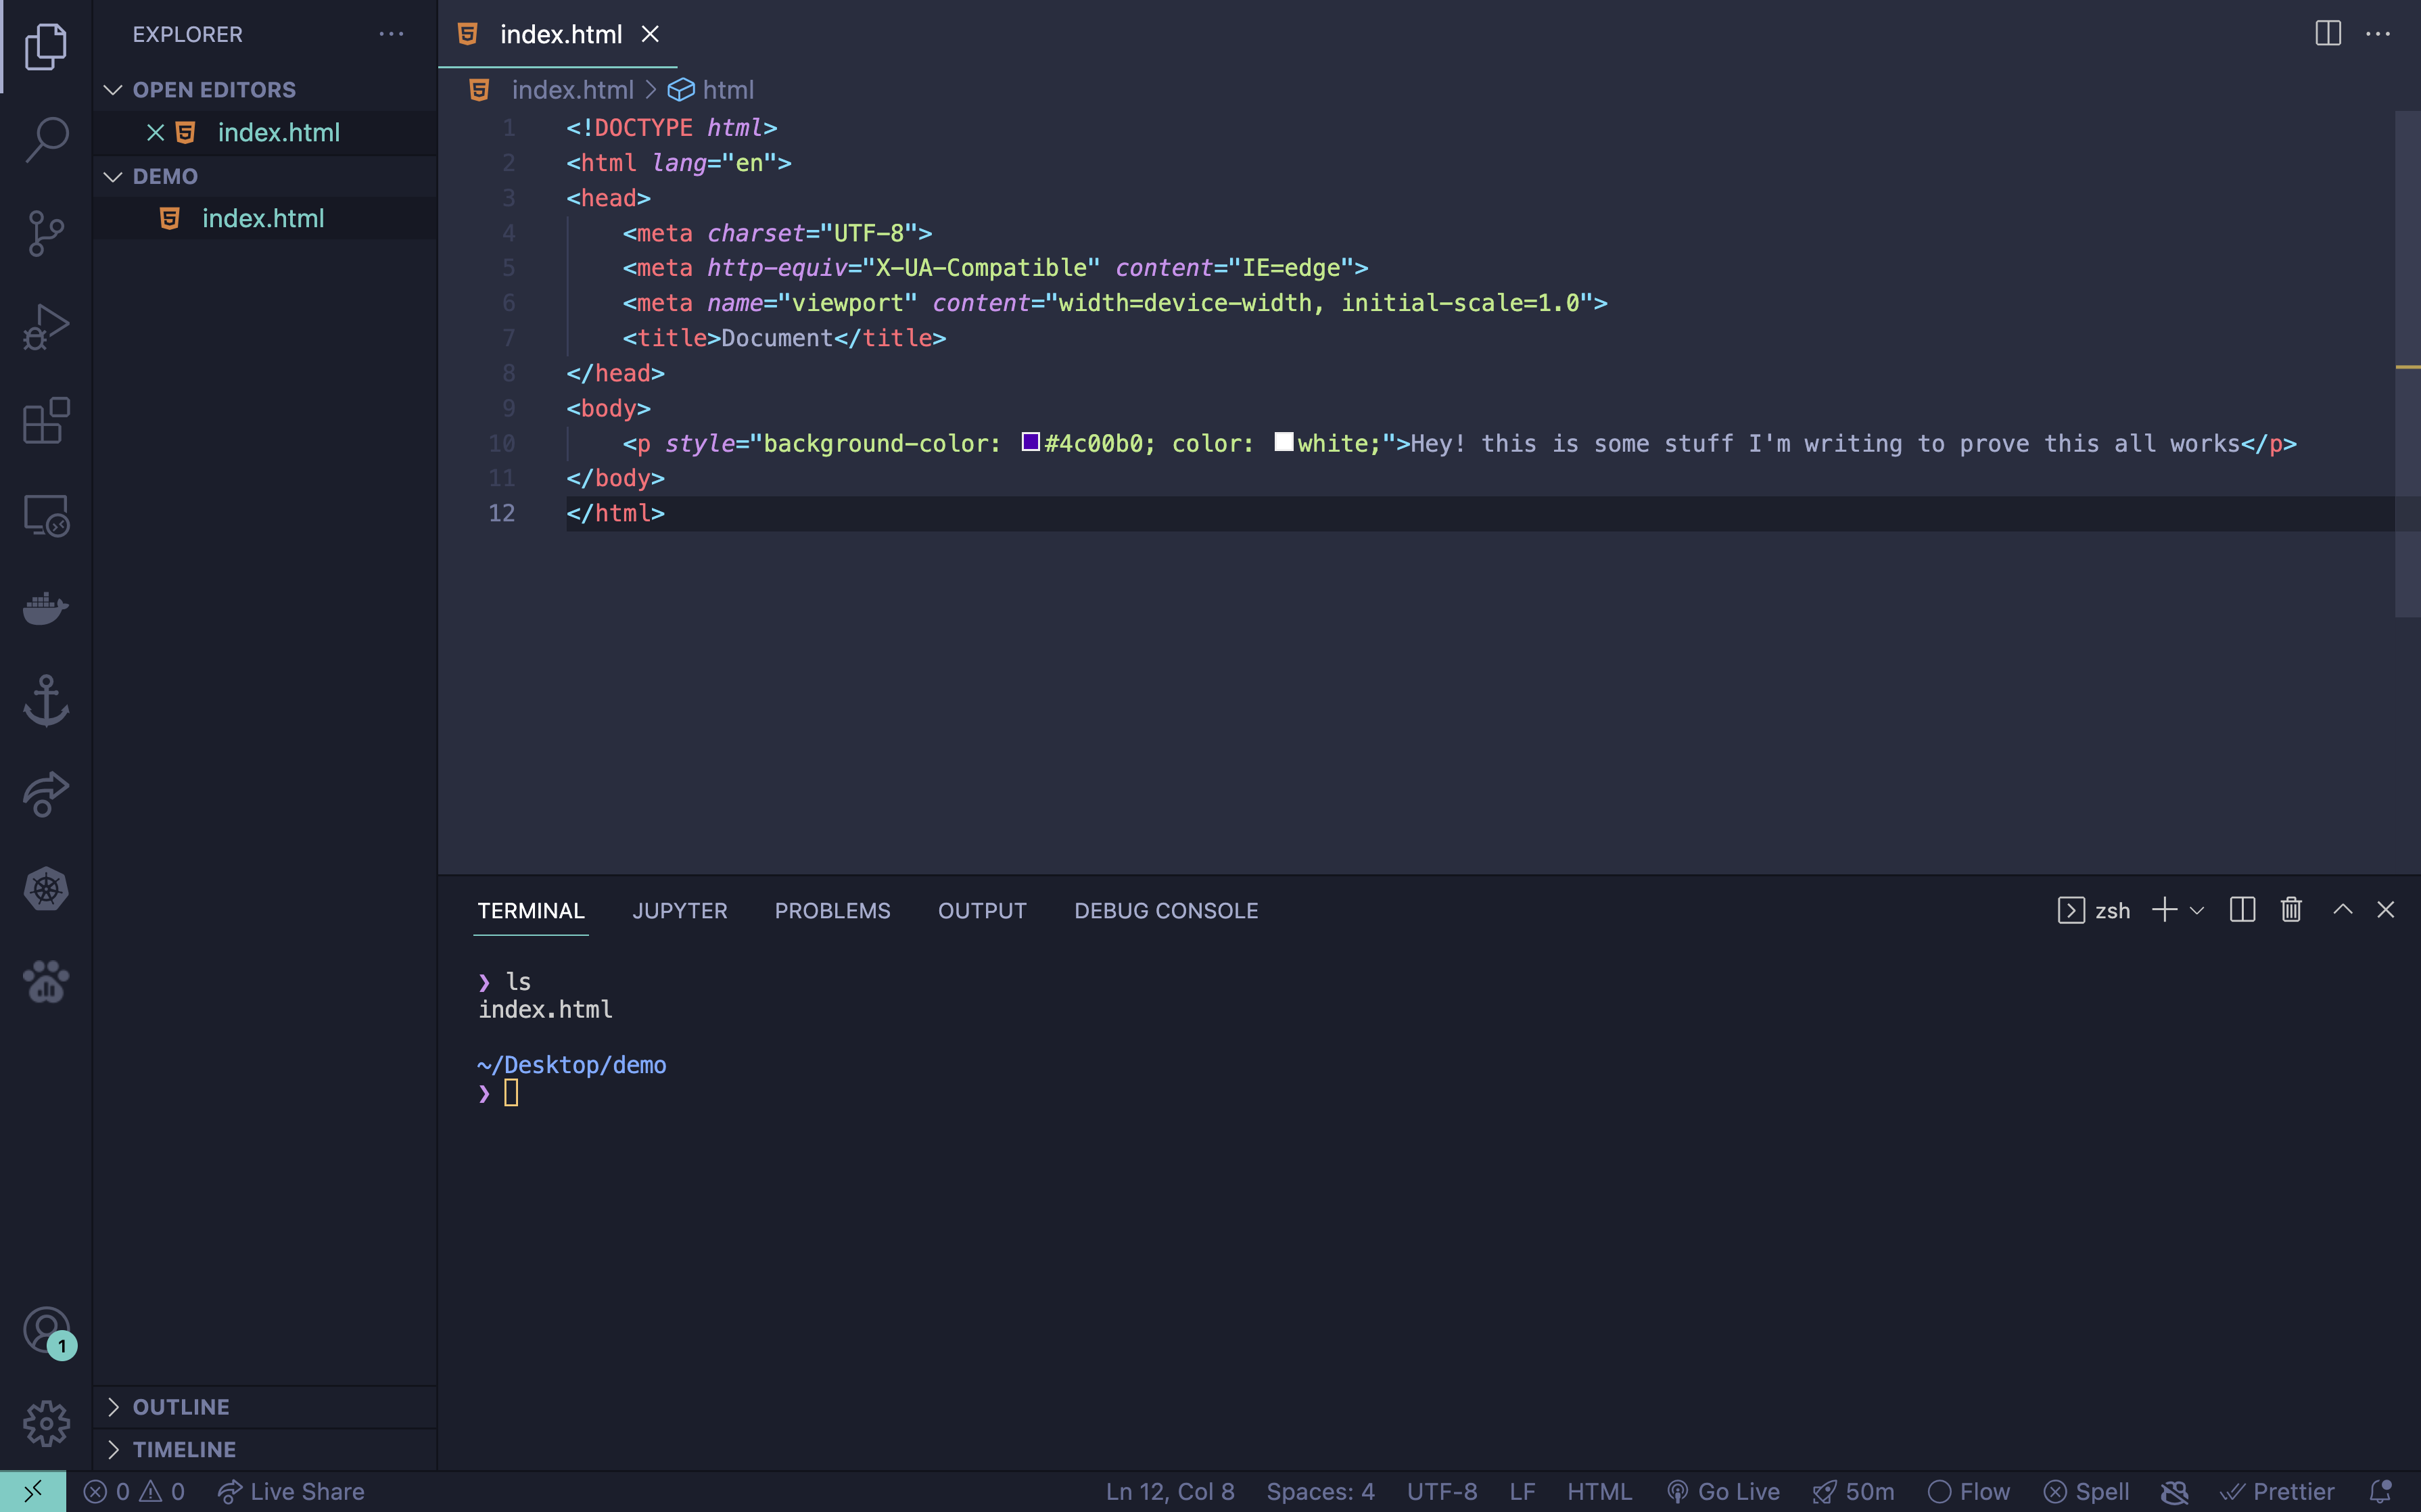 EXPLORER
OPEN EDITORS
index.html
DEMO
index.html
OUTLINE
TIMELINE
index.html
index.html > html
1 <!DOCTYPE html>
2 <html lang="en">
3 <head>
4 <meta charset="UTF-8">
5 <meta http-equiv="X-UA-Compatible" content="IE=edge">
6 <meta name="viewport" content="width=device-width, initial-scale=1.0">
7 <title>Document</title>
8 </head>
9 <body>
10 <p style="background-color: #4c00b0; color: white;">Hey! this is some stuff I'm writing to prove this all works</p>
11 </body>
12 </html>
TERMINAL JUPYTER PROBLEMS OUTPUT DEBUG CONSOLE zsh
❯ ls
index.html
~/Desktop/demo
❯
1
0 0 Live Share Ln 12, Col 8 Spaces: 4 UTF-8 LF HTML Go Live 50m Flow Spell Prettier